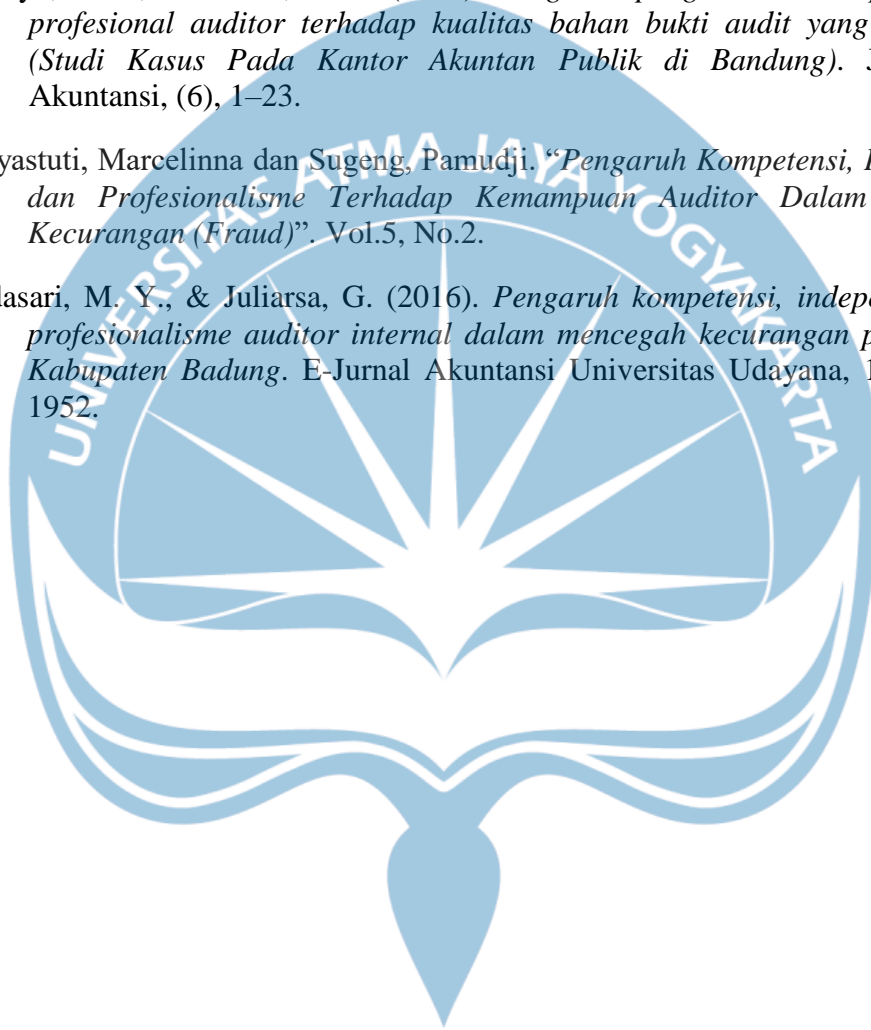 profesional auditor terhadap kualitas bahan bukti audit yang
(Studi Kasus Pada Kantor Akuntan Publik di Bandung).
Akuntansi, (6), 1–23.
yastuti, Marcelinna dan Sugeng, Pamudji. “Pengaruh Kompetensi,
dan Profesionalisme Terhadap Kemampuan Auditor Dalam
Kecurangan (Fraud)”. Vol.5, No.2.
dasari, M. Y., & Juliarsa, G. (2016). Pengaruh kompetensi, indepe
profesionalisme auditor internal dalam mencegah kecurangan p
Kabupaten Badung. E-Jurnal Akuntansi Universitas Udayana, 1
1952.
UNIVERSITAS ATMA JAYA YOGYAKARTA